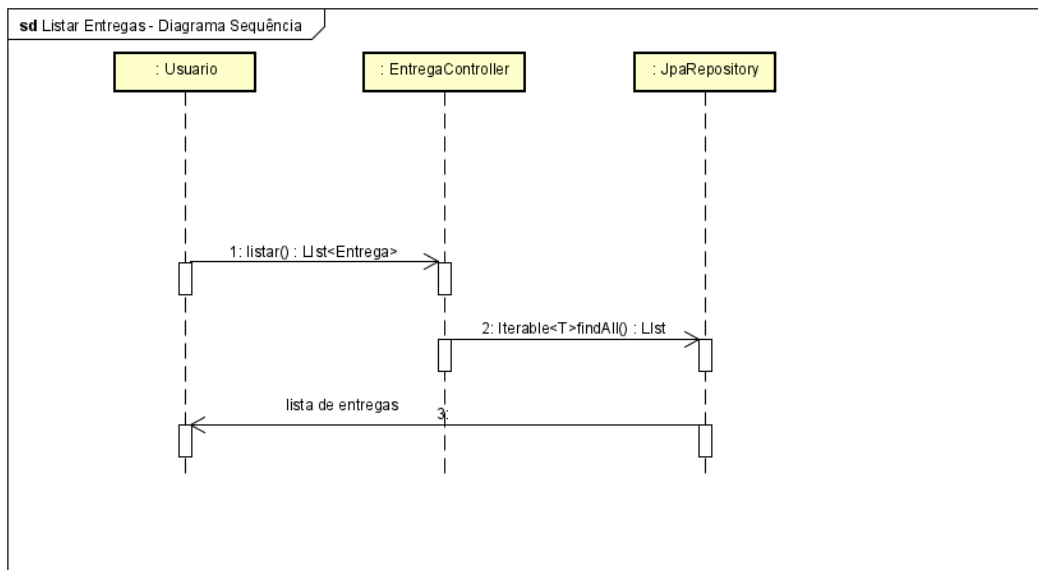 sd Listar Entregas - Diagrama Sequência
: Usuario
: EntregaController
: JpaRepository
1: listar() : LIst<Entrega>
2: Iterable<T>findAll() : LIst
lista de entregas
3: